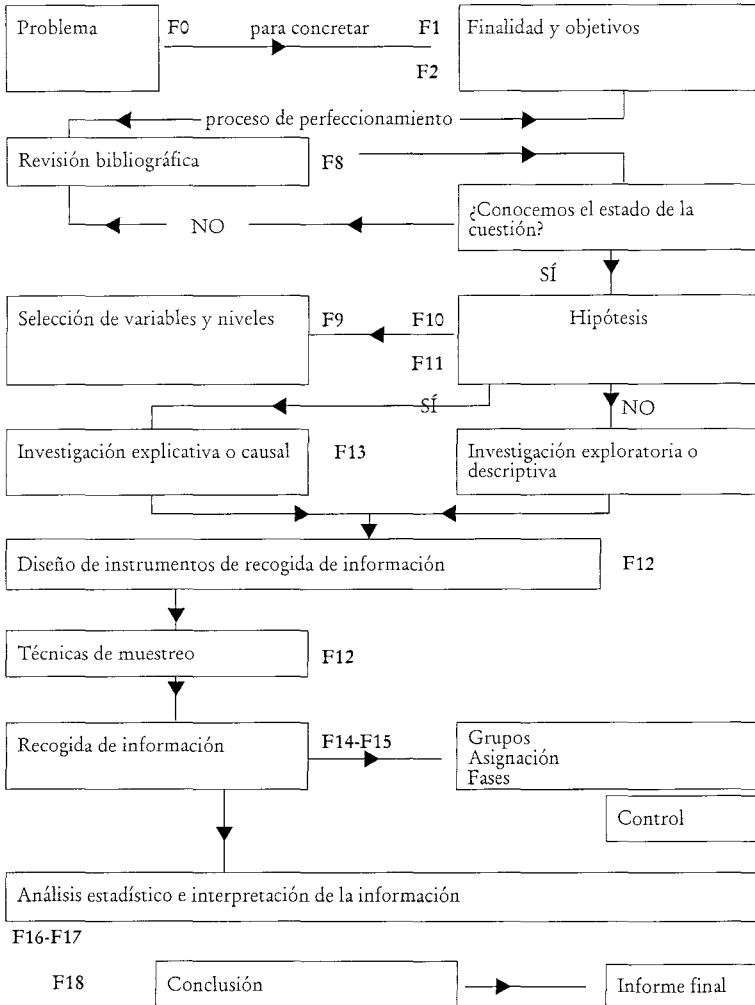 Problema
F0 para concretar F1
F2
Finalidad y objetivos
proceso de perfeccionamiento
Revisión bibliográfica
F8
NO
¿Conocemos el estado de la
cuestión?
SÍ
Selección de variables y niveles
F9 F10
F11
Hipótesis
SÍ
NO
Investigación explicativa o causal
F13
Investigación exploratoria o
descriptiva
Diseño de instrumentos de recogida de información
F12
Técnicas de muestreo
F12
Recogida de información
F14-F15
Grupos
Asignación
Fases
Control
Análisis estadístico e interpretación de la información
F16-F17
F18
Conclusión
Informe final